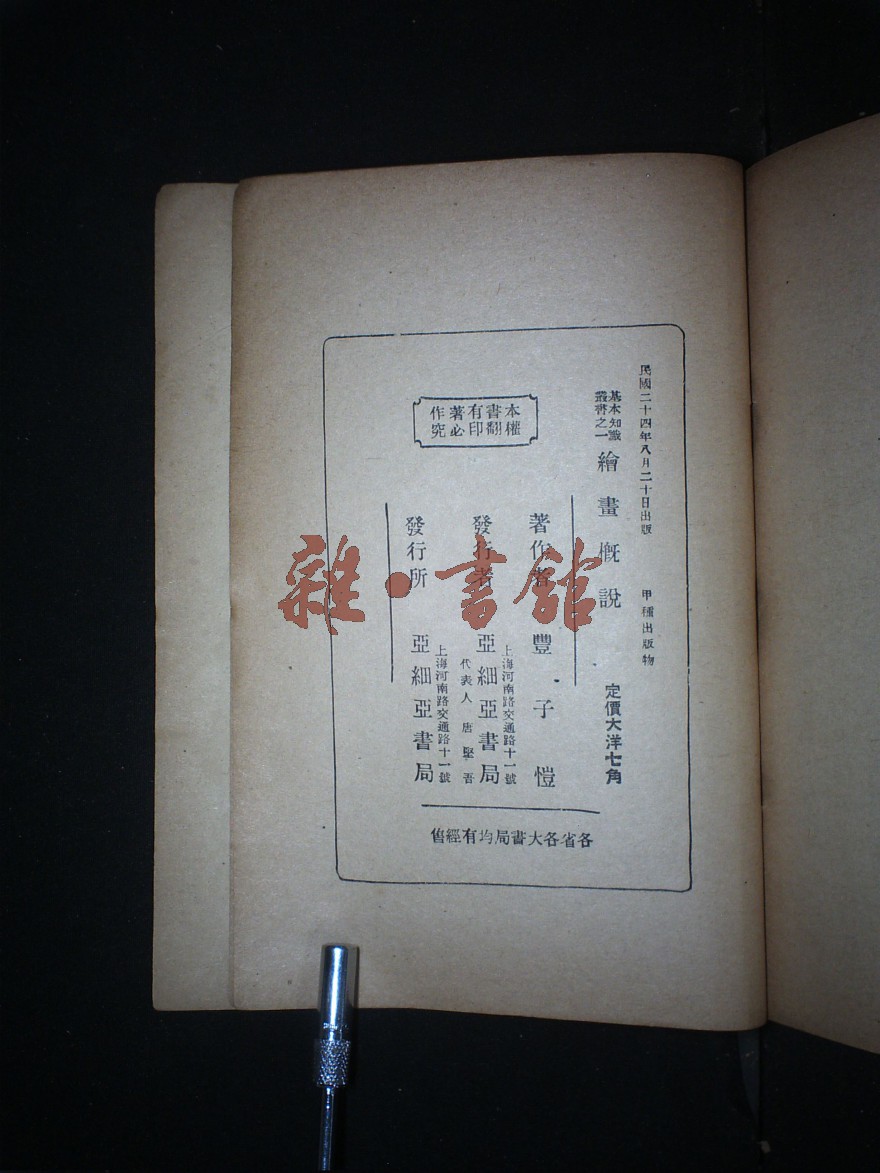 民國二十四年八月二十日出版
甲種出版物
基本知識
叢書之一
繪畫概說
定價大洋七角
著作者
豐子愷
上海河南路交通路十一號
發行者
亞細亞書局
代表人 唐堅吾
上海河南路交通路十一號
發行所
亞細亞書局
本書有著作
權翻印必究
各省各大書局均有經售
雜·書館